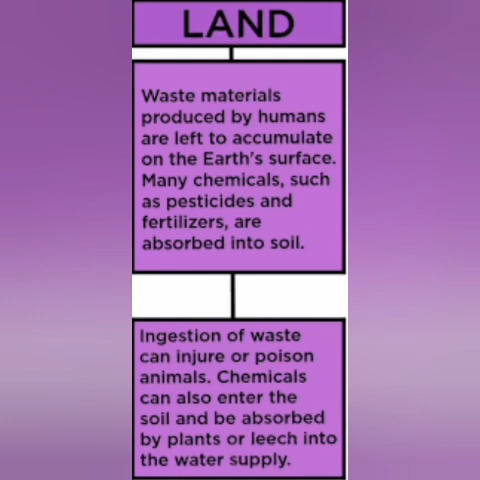 LAND
Waste materials
produced by humans
are left to accumulate
on the Earth's surface.
Many chemicals, such
as pesticides and
fertilizers, are
absorbed into soil.
Ingestion of waste
can injure or poison
animals. Chemicals
can also enter the
soil and be absorbed
by plants or leech into
the water supply.